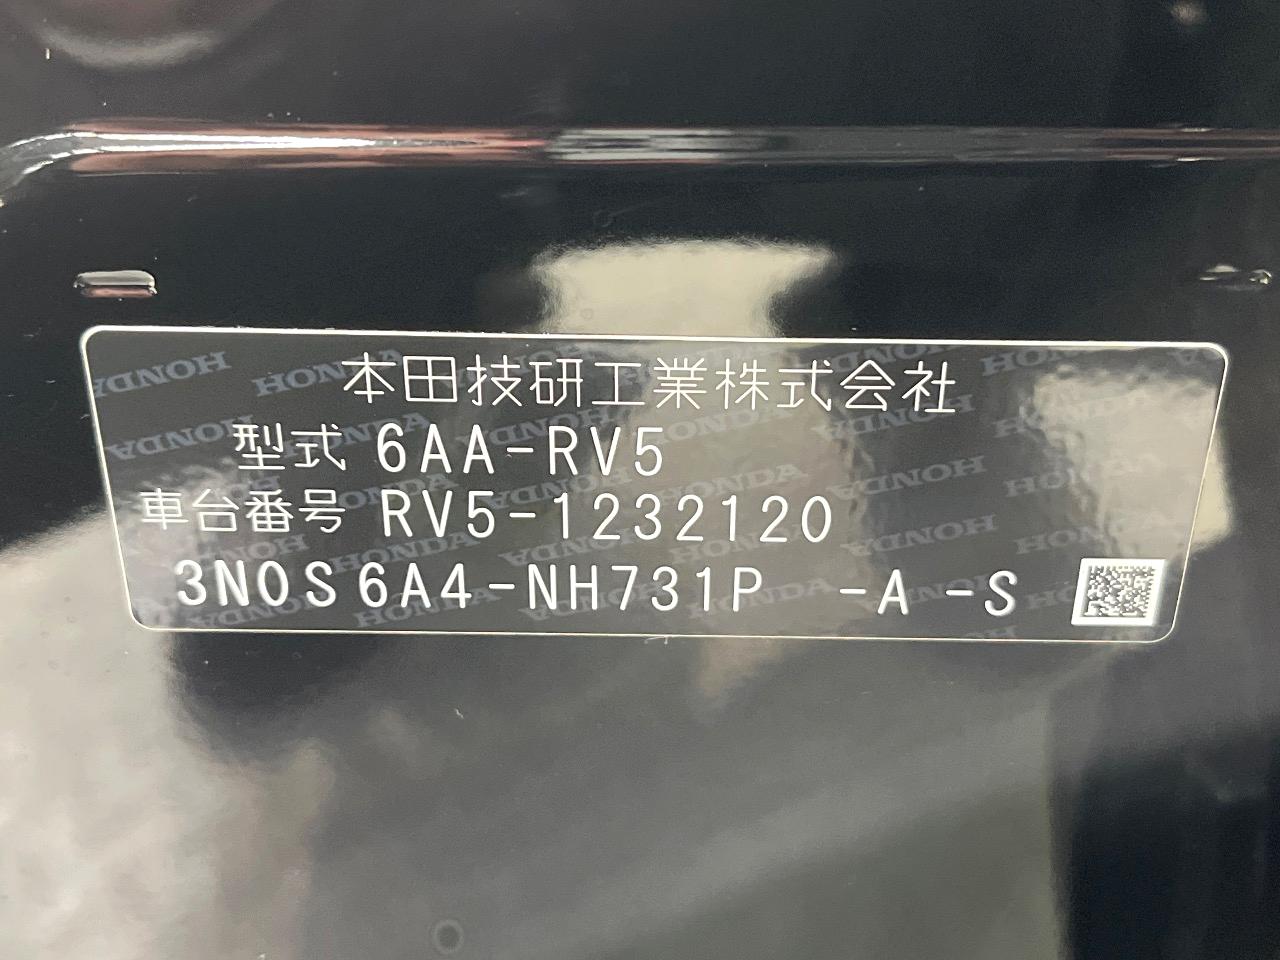 本田技研工業株式会社
型式 6AA-RV5
車台番号 RV5-1232120
3N0S6A4-NH731P -A -S